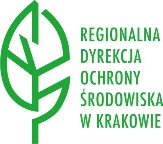 REGIONALNA
DYREKCJA
OCHRONY
ŚRODOWISKA
W KRAKOWIE